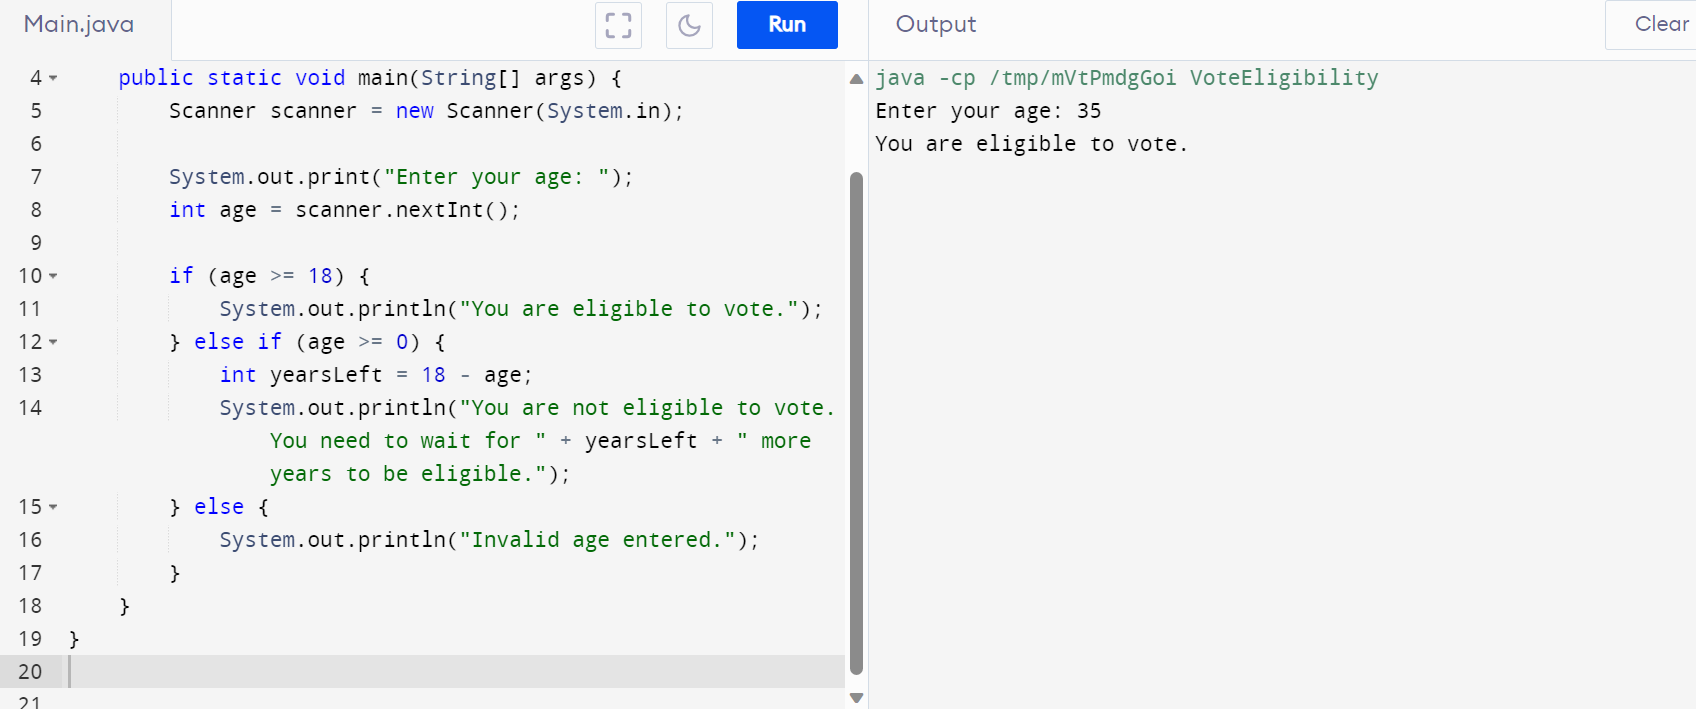 Main.java
Run
Output
Clear
4    public static void main(String[] args) {
5        Scanner scanner = new Scanner(System.in);
6
7        System.out.print("Enter your age: ");
8        int age = scanner.nextInt();
9
10        if (age >= 18) {
11            System.out.println("You are eligible to vote.");
12        } else if (age >= 0) {
13            int yearsLeft = 18 - age;
14            System.out.println("You are not eligible to vote.
You need to wait for " + yearsLeft + " more
years to be eligible.");
15        } else {
16            System.out.println("Invalid age entered.");
17        }
18    }
19 }
20
21
java -cp /tmp/mVtPmdgGoi VoteEligibility
Enter your age: 35
You are eligible to vote.